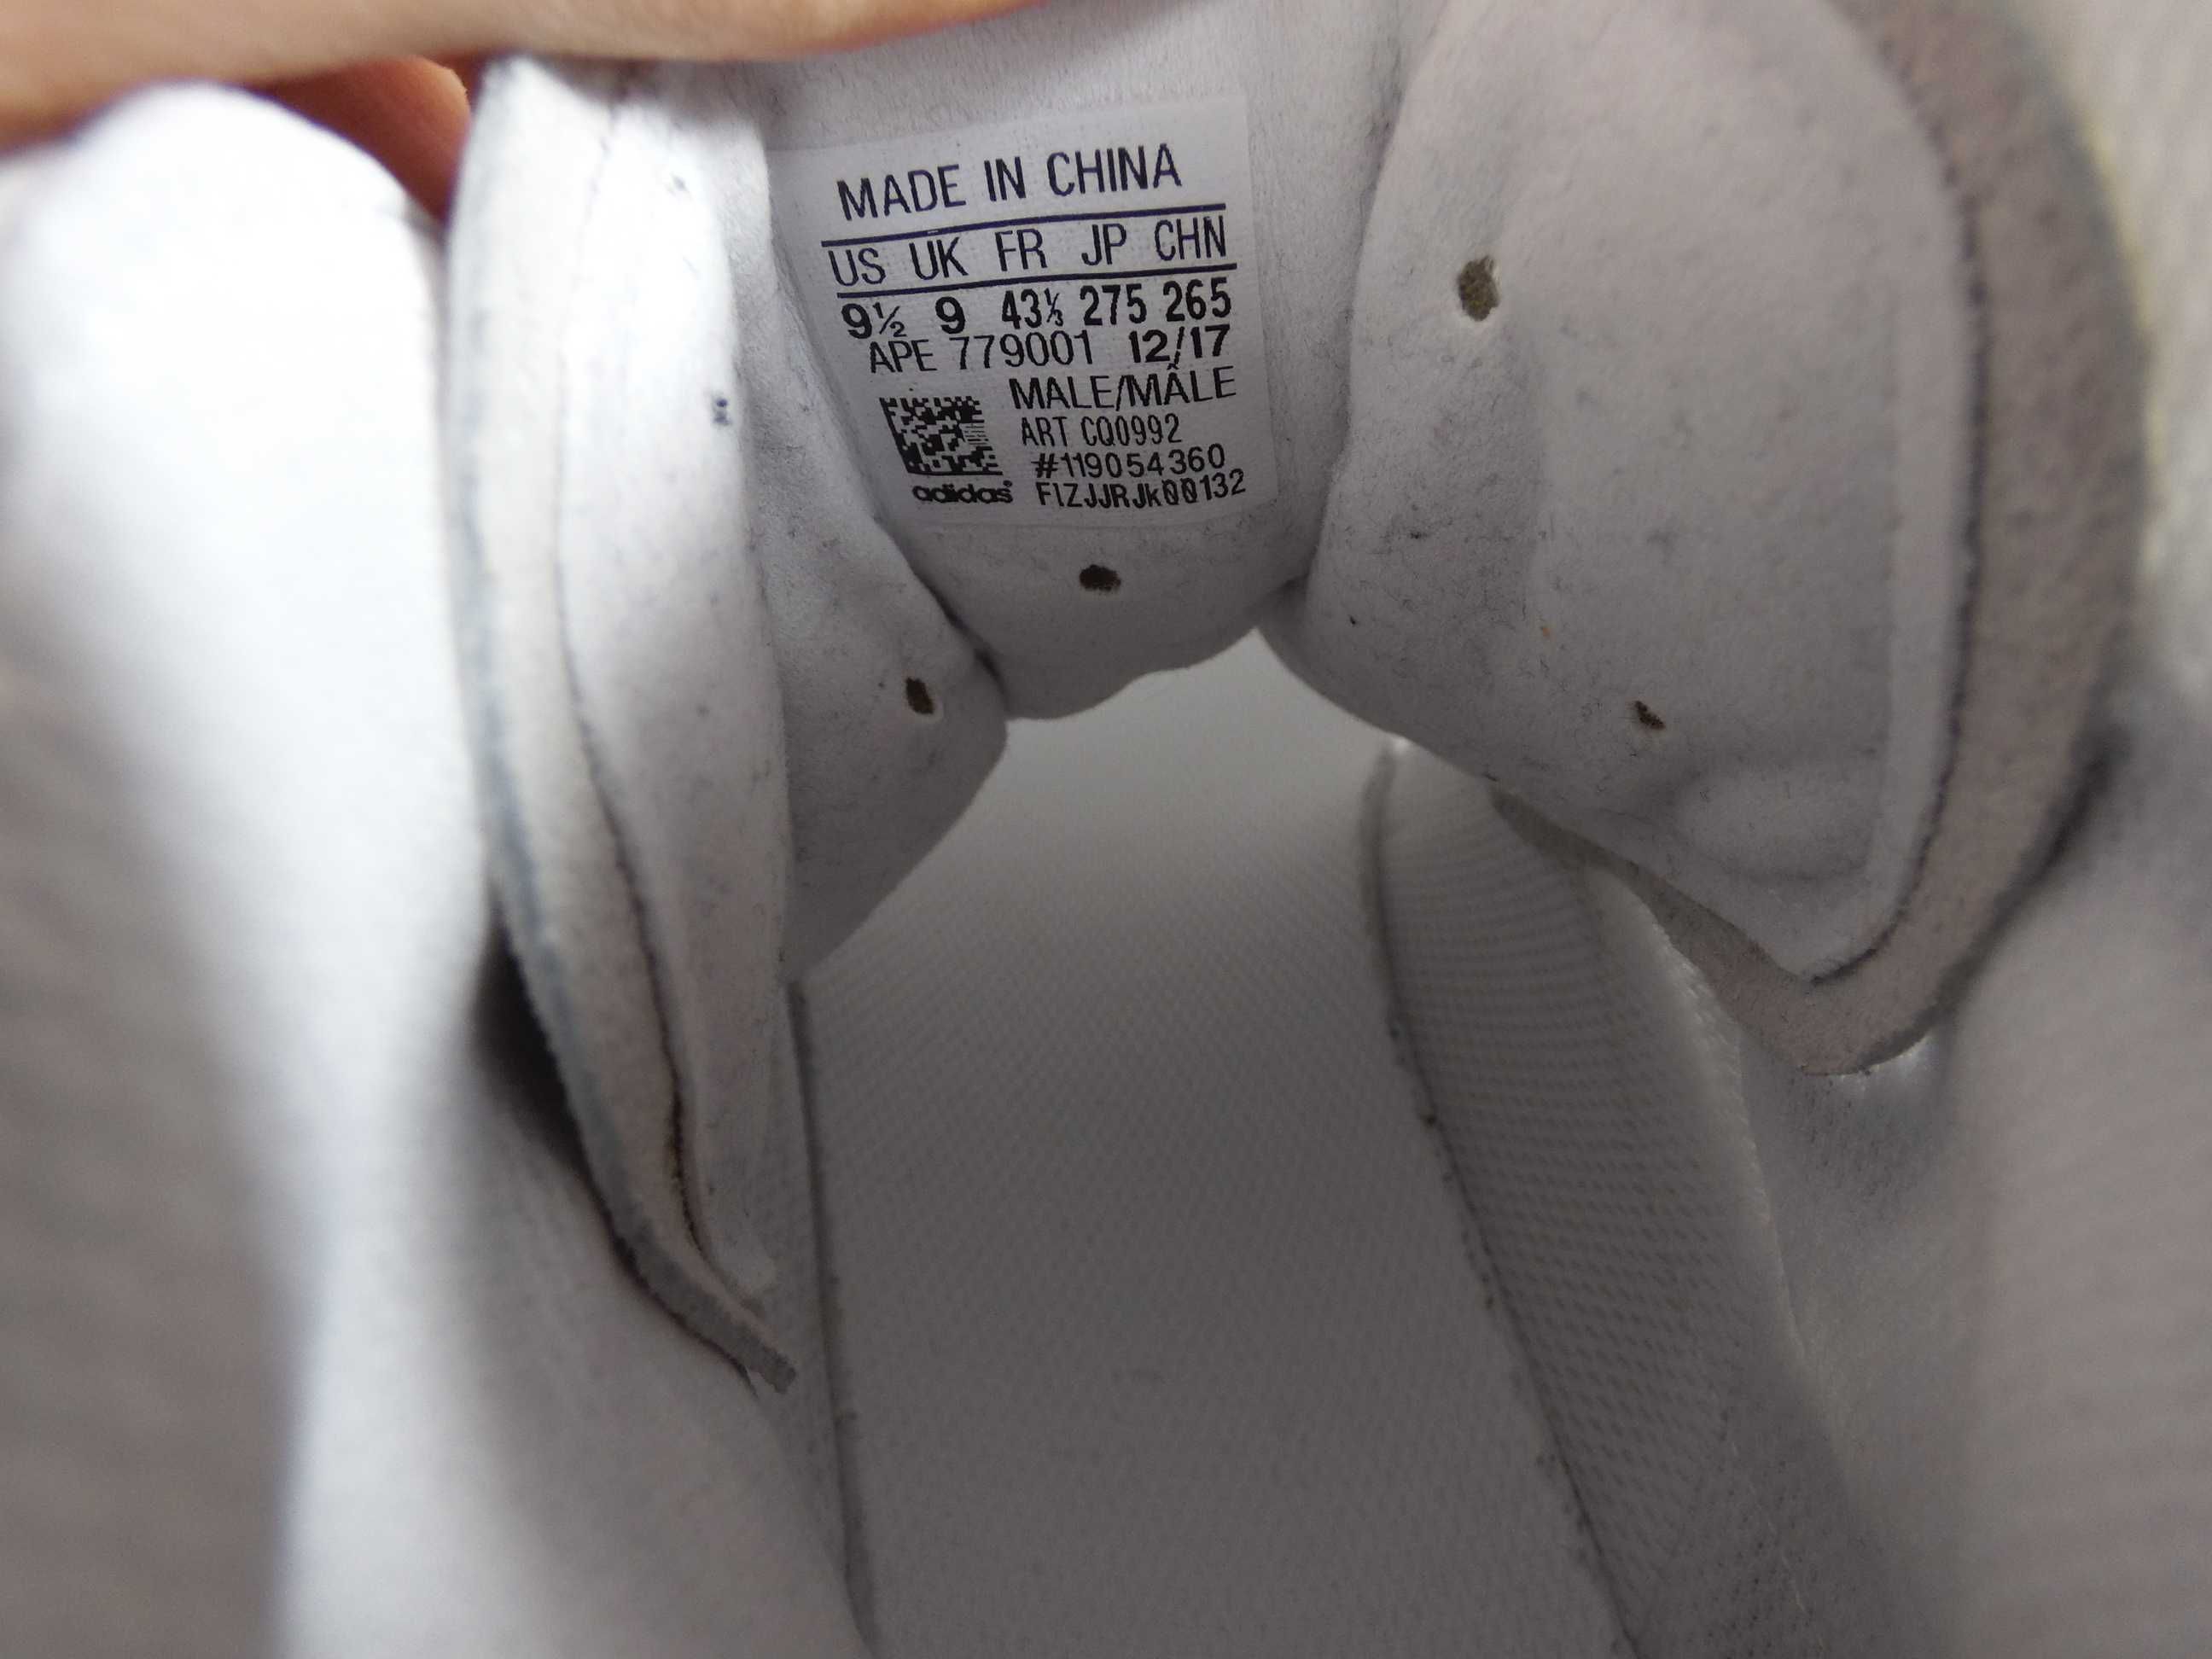 MADE IN CHINA
US UK FR JP CHN
9½ 9 43⅓ 275 265
APE 779001 12/17
MALE/MÂLE
ART CQ0992
#119054360
adidas® F1ZJJRJk00132